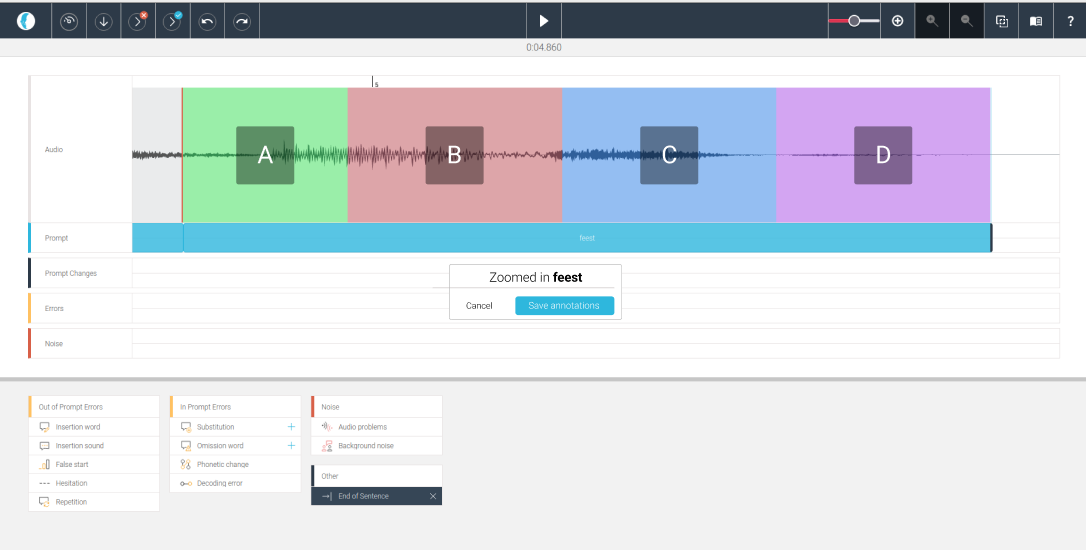 ?
0:04.860
5
Audio
A
B
C
D
Prompt
feest
Prompt Changes
Zoomed in feest
Cancel
Save annotations
Errors
Noise
Out of Prompt Errors
Insertion word
Insertion sound
False start
Hesitation
Repetition
In Prompt Errors
Substitution
Omission word
Phonetic change
Decoding error
Noise
Audio problems
Background noise
Other
End of Sentence